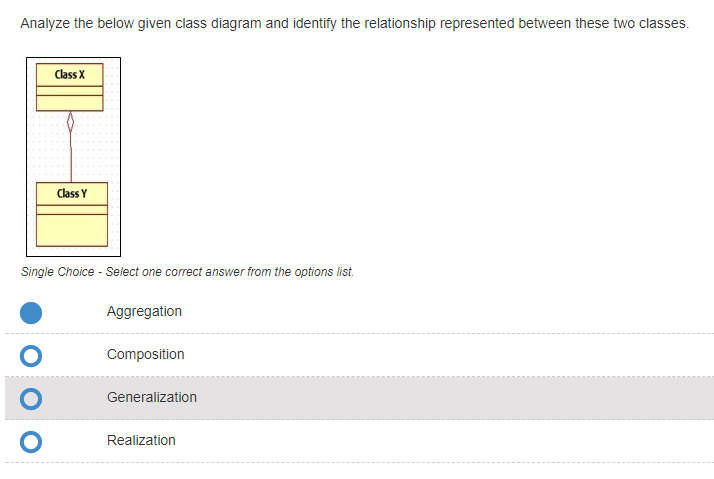 Analyze the below given class diagram and identify the relationship represented between these two classes.
Class X
Class Y
Single Choice - Select one correct answer from the options list.
Aggregation
Composition
Generalization
Realization